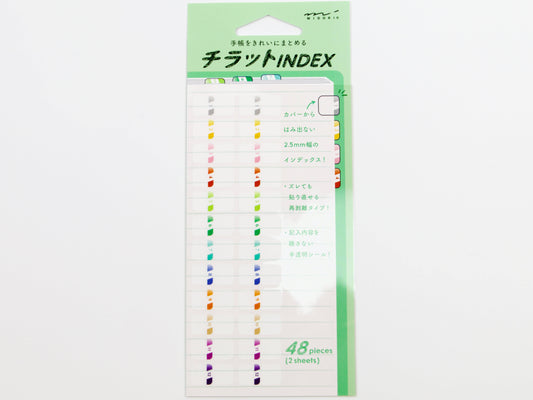 MIDORI
手帳をきれいにまとめる
チラットINDEX
カバーから
はみ出ない
2.5mm幅の
インデックス!
・ズレても
貼り直せる
再剥離タイプ!
・記入内容を
隠さない
半透明シール!
48 pieces
(2 sheets)